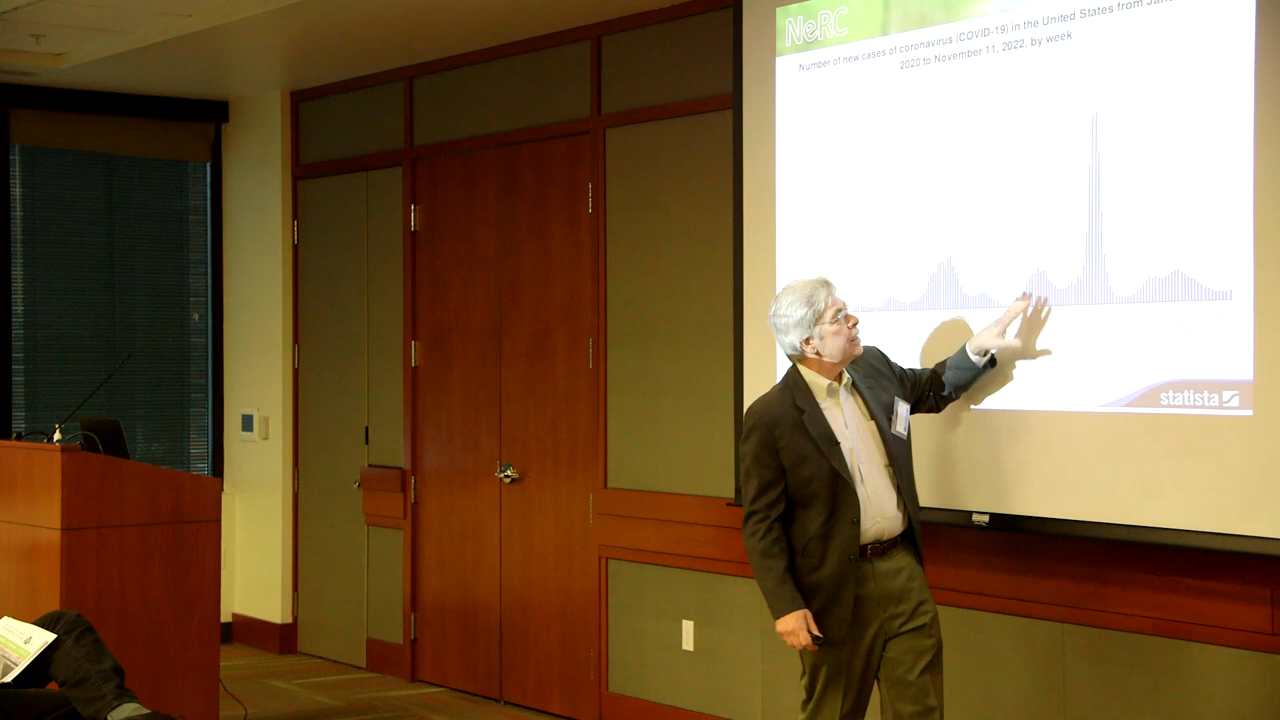 NeRC
Number of new cases of coronavirus (COVID-19) in the United States from
2020 to November 11, 2022, by week
statista